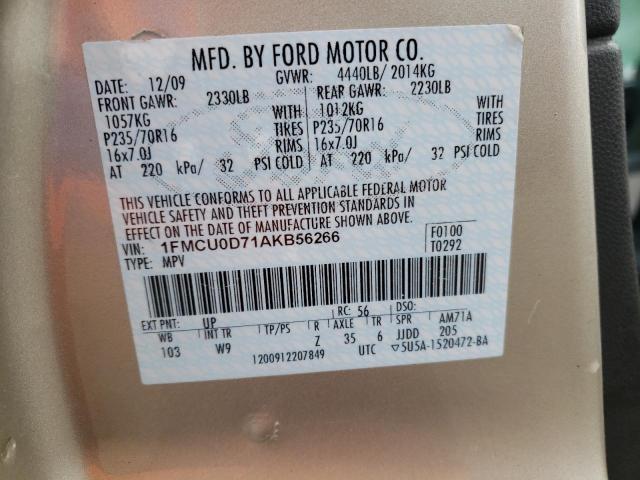 MFD. BY FORD MOTOR CO.
DATE: 12/09 GVWR: 4440LB/ 2014KG
FRONT GAWR: 2330LB REAR GAWR: 2230LB
1057KG WITH 1012KG WITH
P235/70R16 TIRES P235/70R16 TIRES
16x7.0J RIMS 16x7.0J RIMS
AT 220 kPa/ 32 PSI COLD AT 220 kPa/ 32 PSI COLD
THIS VEHICLE CONFORMS TO ALL APPLICABLE FEDERAL MOTOR
VEHICLE SAFETY AND THEFT PREVENTION STANDARDS IN
EFFECT ON THE DATE OF MANUFACTURE SHOWN ABOVE.
VIN: 1FMCU0D71AKB56266 F0100
TYPE: MPV T0292
EXT PNT: UP RC: 56 DSO:
WB INT TR TP/PS R AXLE TR SPR AM71A
103 W9 Z 35 6 JJDD 205
1200912207849 UTC ▽5U5A-1520472-BA